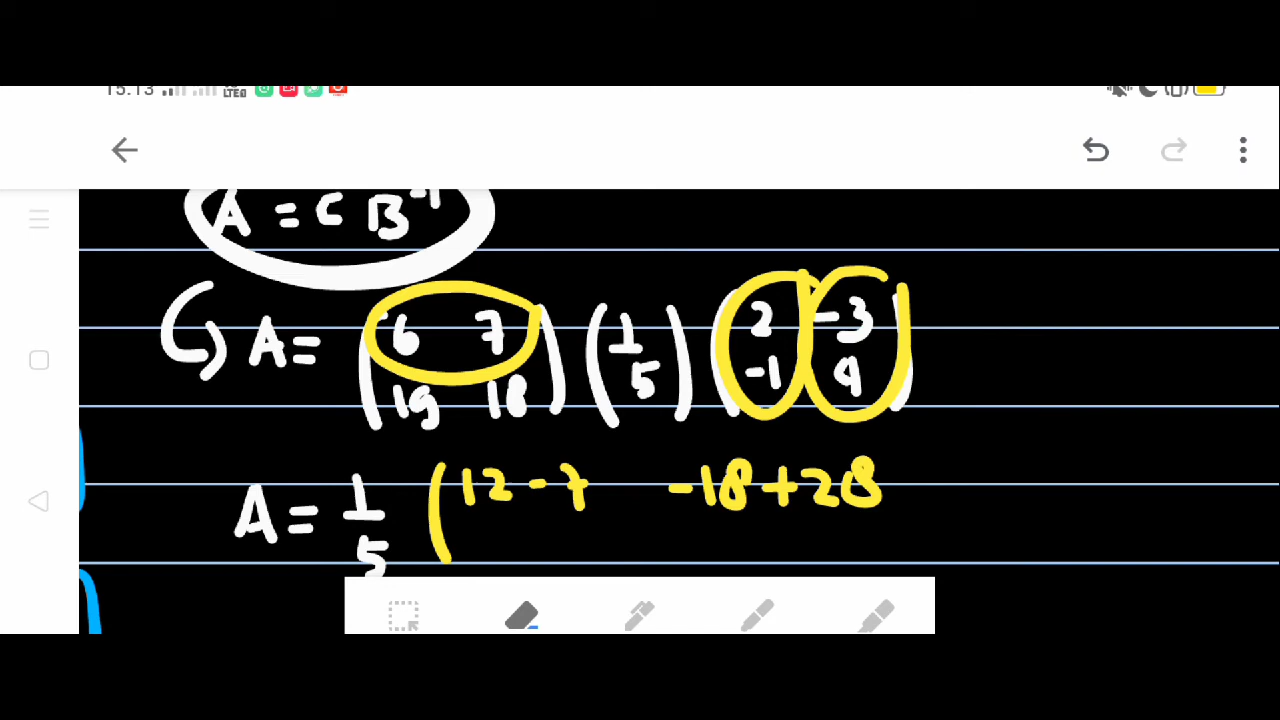 15.13 LTE
A = C B⁻¹
A = ( 6 7 ) ( 1 ) ( 2 -3 )
( 19 18 ) ( 5 ) ( -1 4 )
A = 1/5 ( 12 - 7 -18 + 28